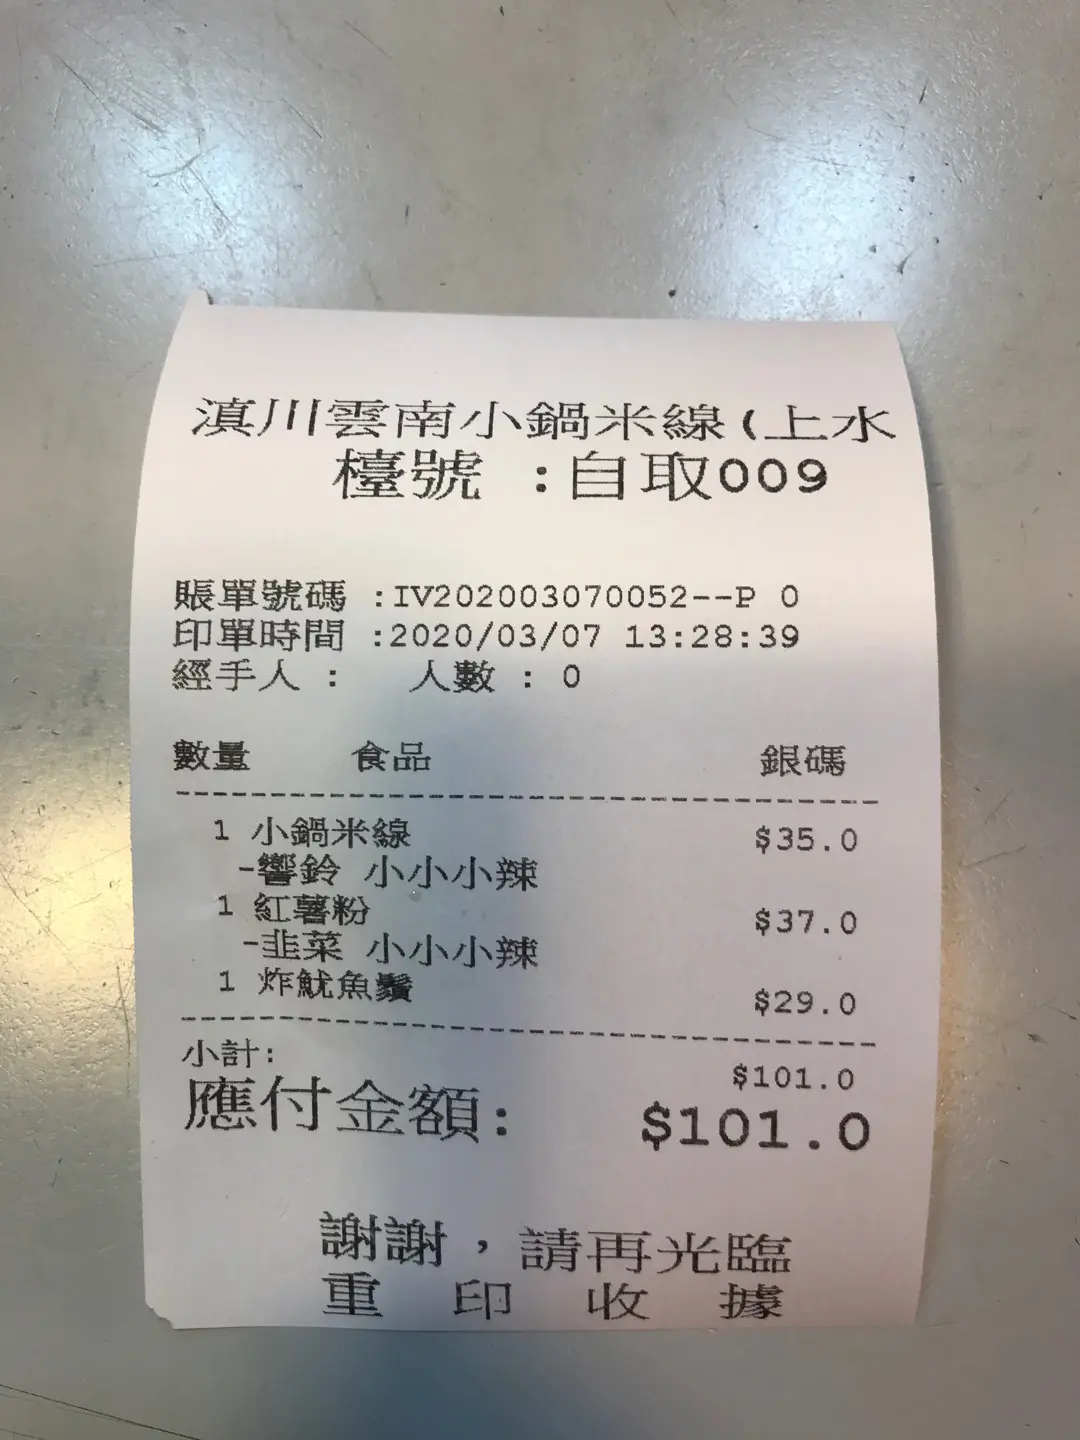 滇川雲南小鍋米線(上水
檯號 :自取009
賬單號碼 :IV202003070052--P 0
印單時間 :2020/03/07 13:28:39
經手人 : 人數 : 0
數量 食品 銀碼
1 小鍋米線 $35.0
-響鈴 小小小辣
1 紅薯粉 $37.0
-韭菜 小小小辣
1 炸魷魚鬚 $29.0
小計: $101.0
應付金額: $101.0
謝謝，請再光臨
重印收據